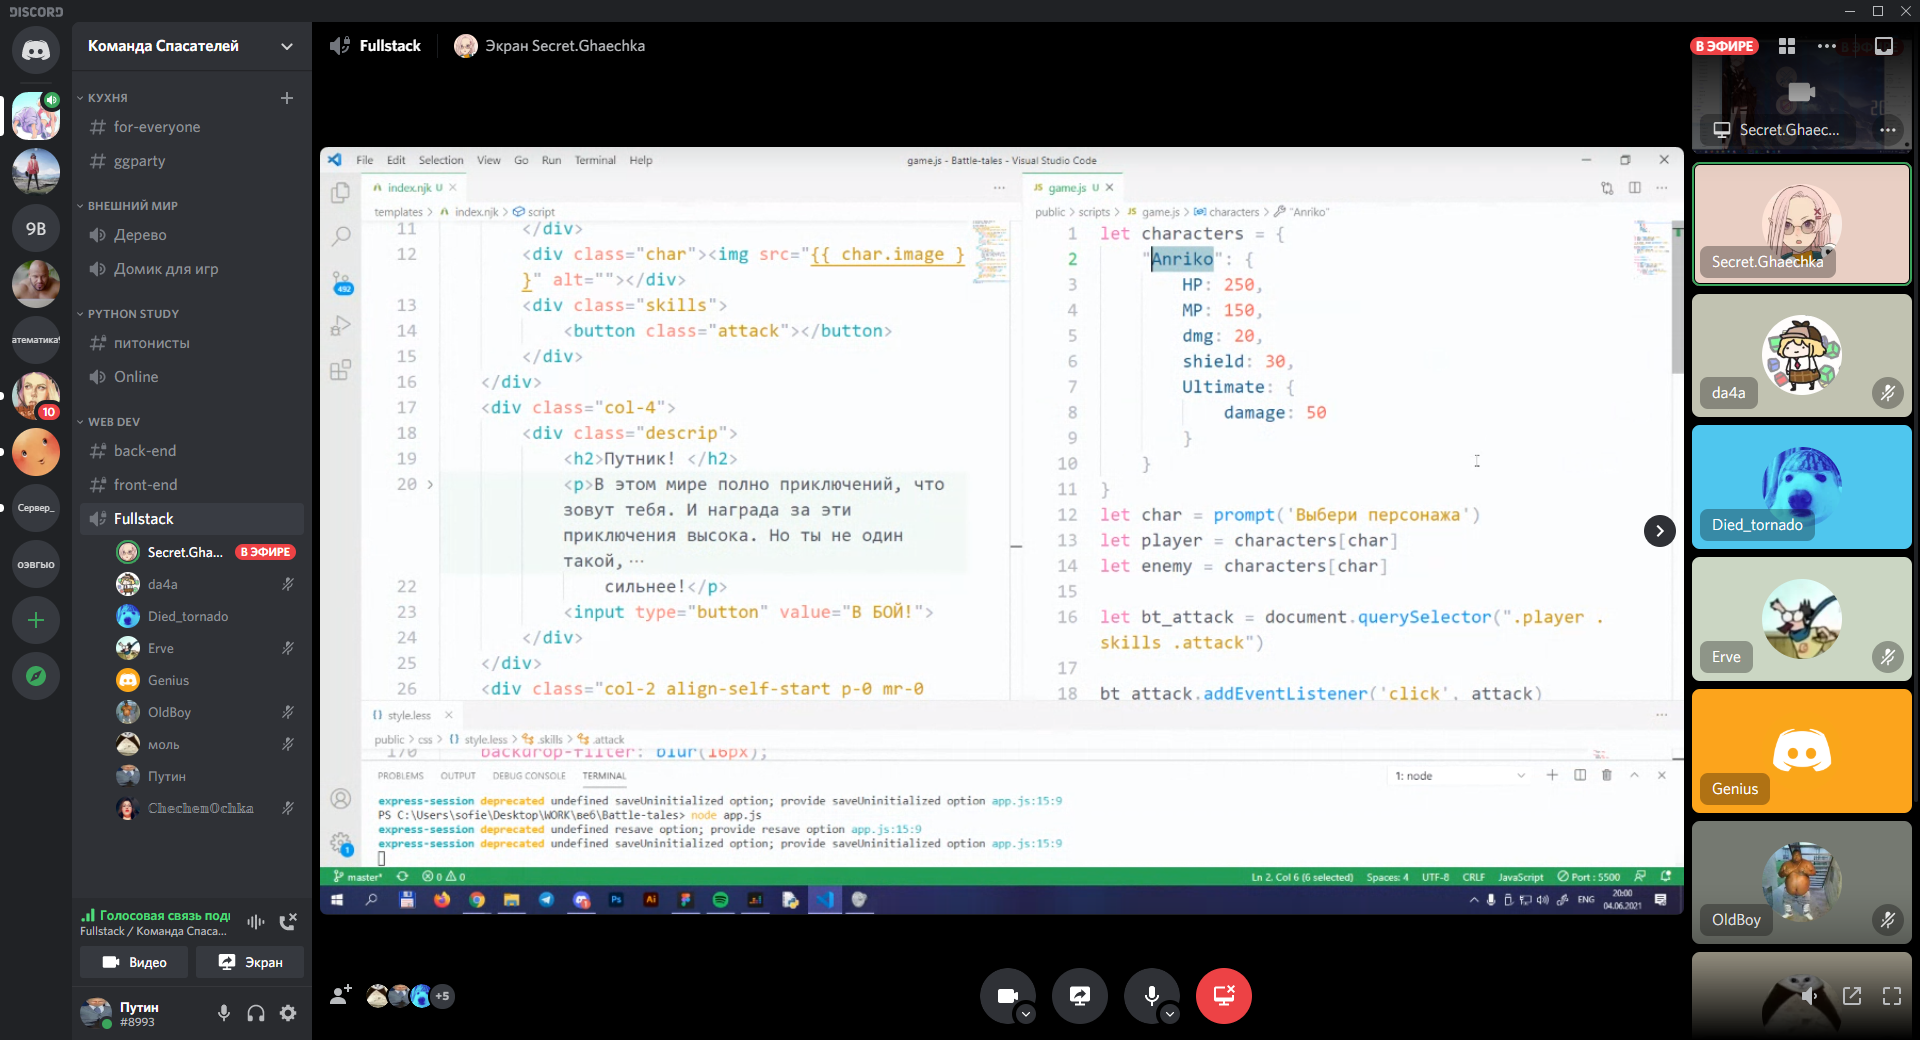 DISCORD
Команда Спасателей
КУХНЯ
for-everyone
ggparty
ВНЕШНИЙ МИР
9В
Дерево
Домик для игр
PYTHON STUDY
питонисты
атематика!
Online
10
WEB DEV
back-end
front-end
Сервер_
Fullstack
Secret.Gha... В ЭФИРЕ
оэвгыо
da4a
Died_tornado
Erve
Genius
OldBoy
моль
Путин
ChechenOchka
Голосовая связь под
Fullstack / Команда Спаса...
Видео
Экран
Путин
#8993
Fullstack
Экран Secret.Ghaechka
File Edit Selection View Go Run Terminal Help
game.js - Battle-tales - Visual Studio Code
492
1
index.njk U
templates > index.njk > script
11 </div>
12 <div class="char"><img src="{{ char.image }
}" alt=""></div>
13 <div class="skills">
14 <button class="attack"></button>
15 </div>
16 </div>
17 <div class="col-4">
18 <div class="descrip">
19 <h2>Путник! </h2>
20 <p>В этом мире полно приключений, что
зовут тебя. И награда за эти
приключения высока. Но ты не один
такой, ...
22 сильнее!</p>
23 <input type="button" value="В БОЙ!">
24 </div>
25 </div>
26 <div class="col-2 align-self-start p-0 mr-0
JS game.js U
public > scripts > JS game.js > characters > "Anriko"
1 let characters = {
2 "Anriko": {
3 HP: 250,
4 MP: 150,
5 dmg: 20,
6 shield: 30,
7 Ultimate: {
8 damage: 50
9 }
10 }
11 }
12 let char = prompt('Выбери персонажа')
13 let player = characters[char]
14 let enemy = characters[char]
15
16 let bt_attack = document.querySelector(".player .
skills .attack")
17
18 bt_attack.addEventListener('click', attack)
{} style.less
public > css > {} style.less > .skills > .attack
170 backdrop-filter: blur(16px);
PROBLEMS OUTPUT DEBUG CONSOLE TERMINAL
1: node
express-session deprecated undefined saveUninitialized option; provide saveUninitialized option app.js:15:9
PS C:\Users\sofie\Desktop\WORK\веб\Battle-tales> node app.js
express-session deprecated undefined resave option; provide resave option app.js:15:9
express-session deprecated undefined saveUninitialized option; provide saveUninitialized option app.js:15:9
master* 0 0
Ln 2, Col 6 (6 selected) Spaces: 4 UTF-8 CRLF JavaScript Port : 5500
Ps Ai
ENG
20:00
04.06.2021
+5
В ЭФИРЕ
Secret.Ghaec...
Secret.Ghaechka
da4a
Died_tornado
Erve
Genius
OldBoy